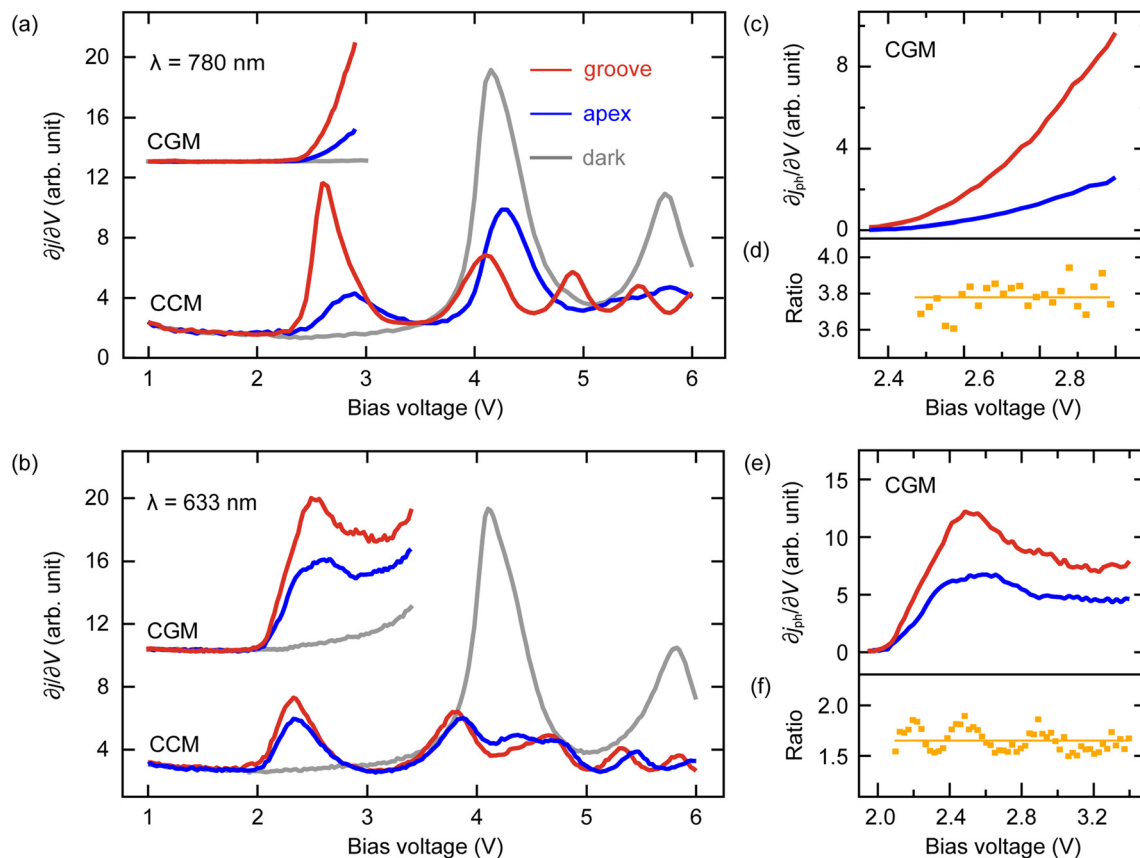 (a)
20
16
12
8
4
0
∂j/∂V (arb. unit)
λ = 780 nm
CGM
CCM
groove
apex
dark
1 2 3 4 5 6
Bias voltage (V)
(c)
CGM
8
4
0
∂jph/∂V (arb. unit)
(d)
4.0
3.8
3.6
Ratio
2.4 2.6 2.8
Bias voltage (V)
(b)
20
16
12
8
4
∂j/∂V (arb. unit)
λ = 633 nm
CGM
CCM
1 2 3 4 5 6
Bias voltage (V)
(e)
CGM
15
10
5
0
∂jph/∂V (arb. unit)
(f)
2.0
1.5
Ratio
2.0 2.4 2.8 3.2
Bias voltage (V)